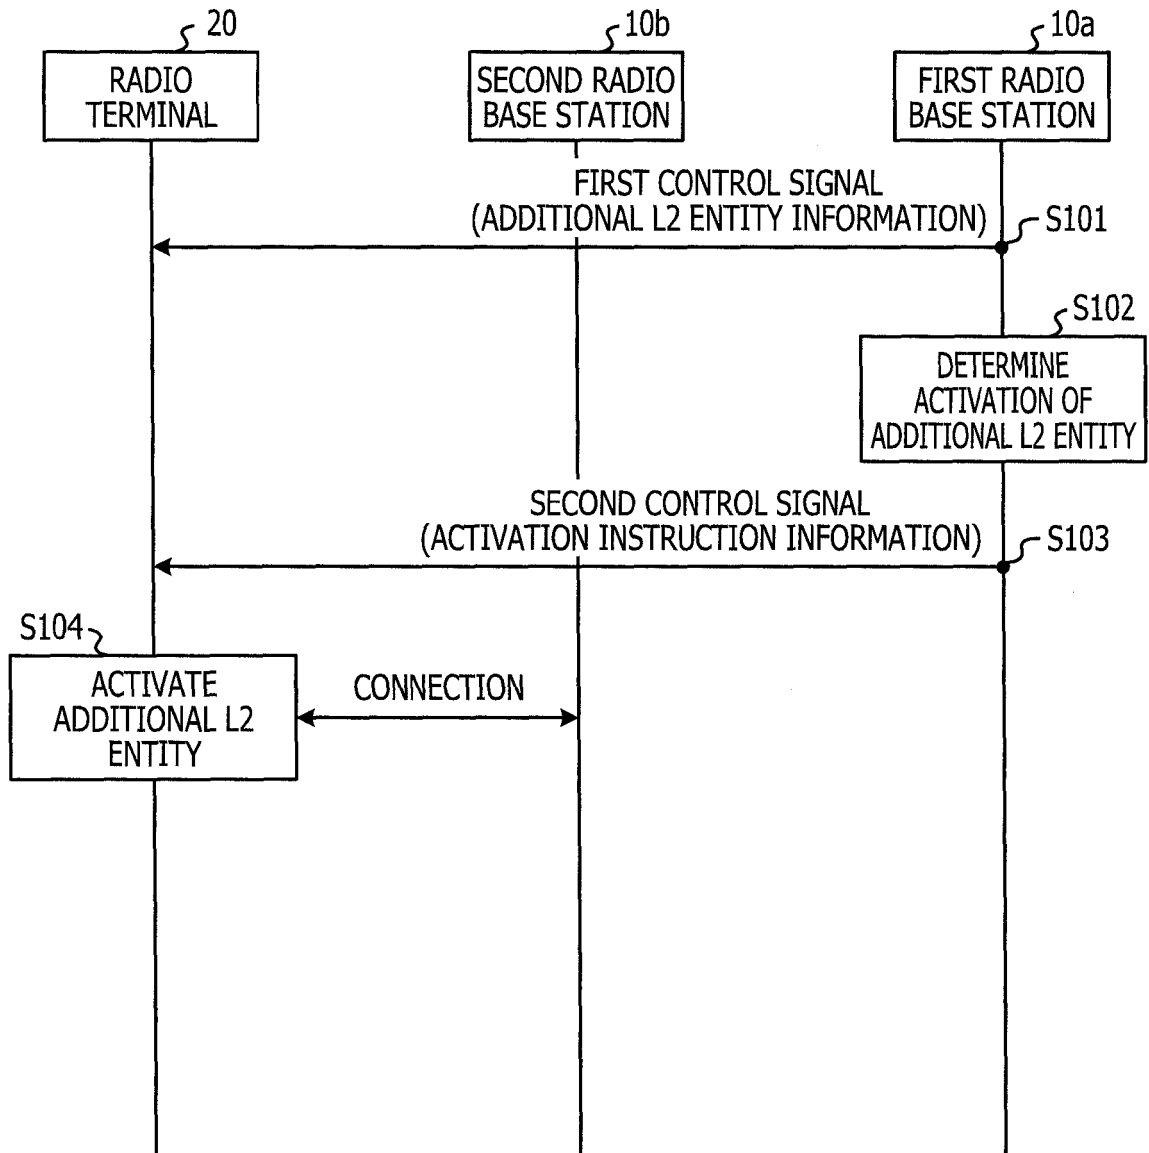 20
10b
10a
RADIO
TERMINAL
SECOND RADIO
BASE STATION
FIRST RADIO
BASE STATION
FIRST CONTROL SIGNAL
(ADDITIONAL L2 ENTITY INFORMATION)
S101
S102
DETERMINE
ACTIVATION OF
ADDITIONAL L2 ENTITY
SECOND CONTROL SIGNAL
(ACTIVATION INSTRUCTION INFORMATION)
S103
S104
ACTIVATE
ADDITIONAL L2
ENTITY
CONNECTION